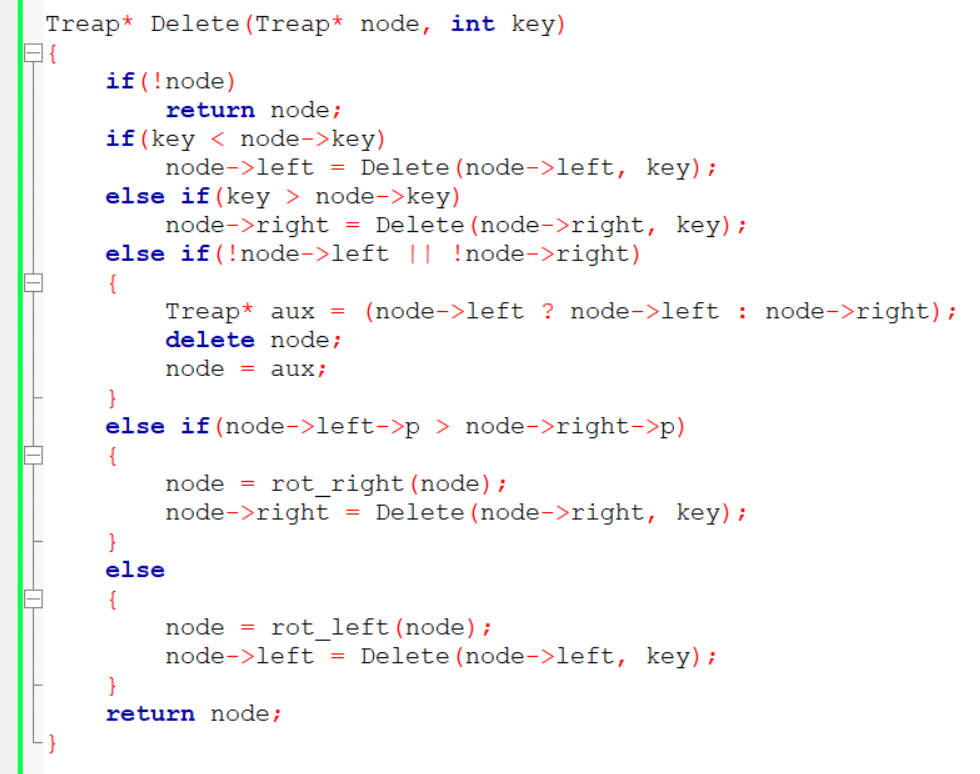 Treap* Delete(Treap* node, int key)
{
    if(!node)
        return node;
    if(key < node->key)
        node->left = Delete(node->left, key);
    else if(key > node->key)
        node->right = Delete(node->right, key);
    else if(!node->left || !node->right)
    {
        Treap* aux = (node->left ? node->left : node->right);
        delete node;
        node = aux;
    }
    else if(node->left->p > node->right->p)
    {
        node = rot_right(node);
        node->right = Delete(node->right, key);
    }
    else
    {
        node = rot_left(node);
        node->left = Delete(node->left, key);
    }
    return node;
}